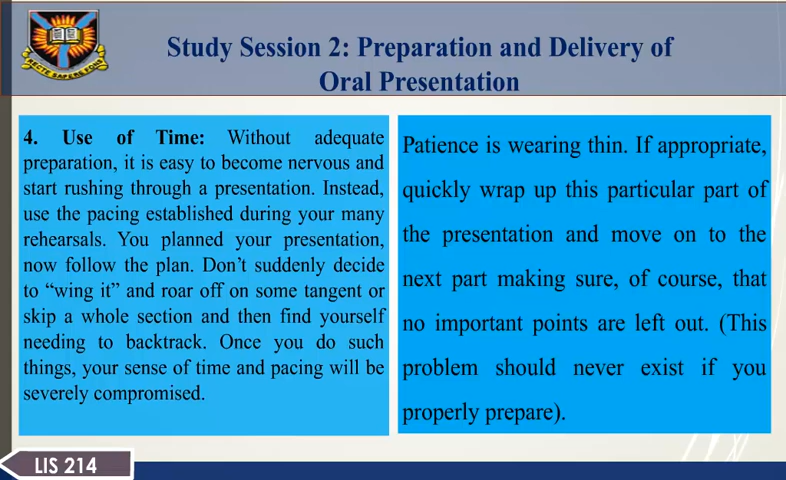 Study Session 2: Preparation and Delivery of
Oral Presentation
RECTE SAPERE FONS
4. Use of Time: Without adequate
preparation, it is easy to become nervous and
start rushing through a presentation. Instead,
use the pacing established during your many
rehearsals. You planned your presentation,
now follow the plan. Don’t suddenly decide
to “wing it” and roar off on some tangent or
skip a whole section and then find yourself
needing to backtrack. Once you do such
things, your sense of time and pacing will be
severely compromised.
Patience is wearing thin. If appropriate,
quickly wrap up this particular part of
the presentation and move on to the
next part making sure, of course, that
no important points are left out. (This
problem should never exist if you
properly prepare).
LIS 214